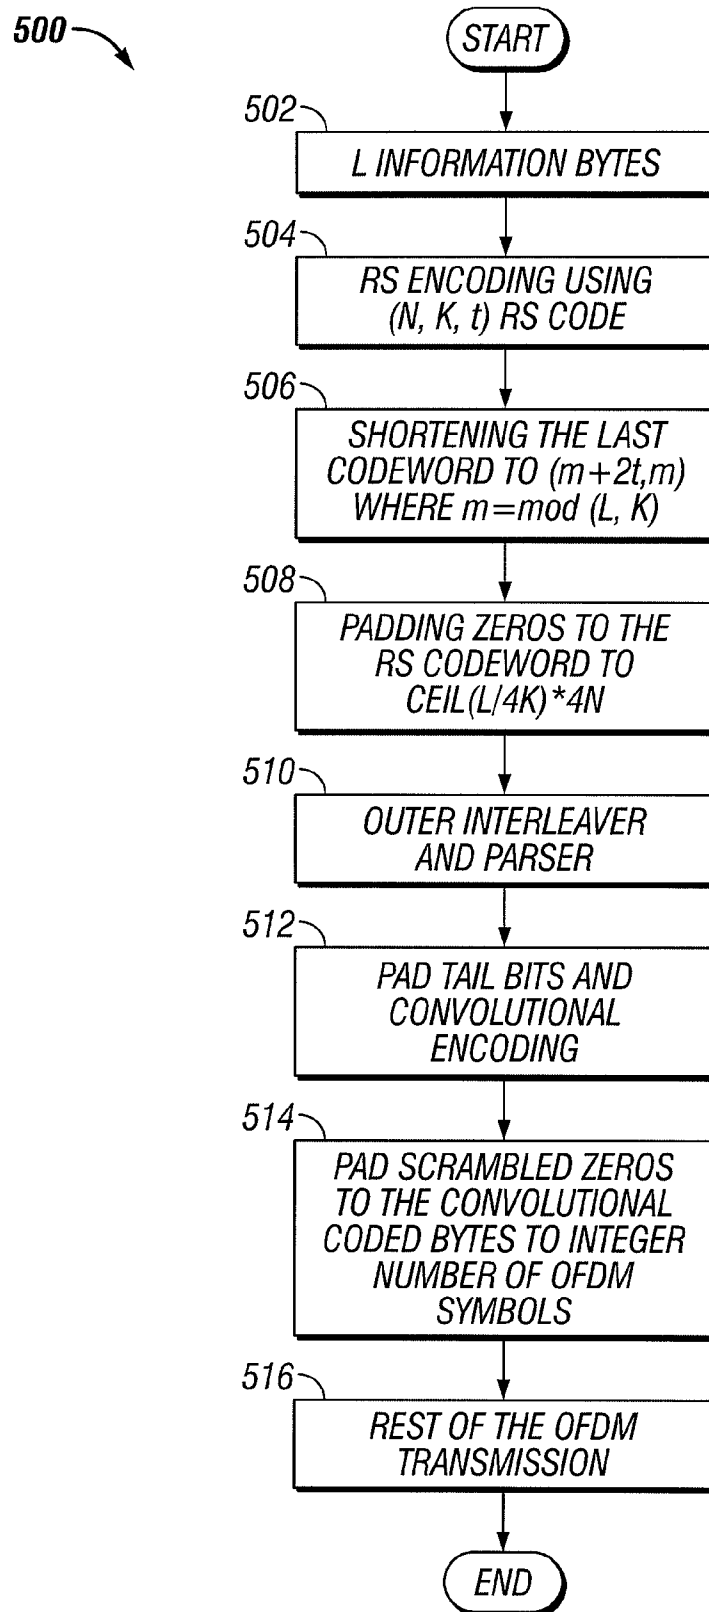 500
START
502
L INFORMATION BYTES
504
RS ENCODING USING
(N, K, t) RS CODE
506
SHORTENING THE LAST
CODEWORD TO (m+2t,m)
WHERE m=mod (L, K)
508
PADDING ZEROS TO THE
RS CODEWORD TO
CEIL(L/4K)*4N
510
OUTER INTERLEAVER
AND PARSER
512
PAD TAIL BITS AND
CONVOLUTIONAL
ENCODING
514
PAD SCRAMBLED ZEROS
TO THE CONVOLUTIONAL
CODED BYTES TO INTEGER
NUMBER OF OFDM
SYMBOLS
516
REST OF THE OFDM
TRANSMISSION
END